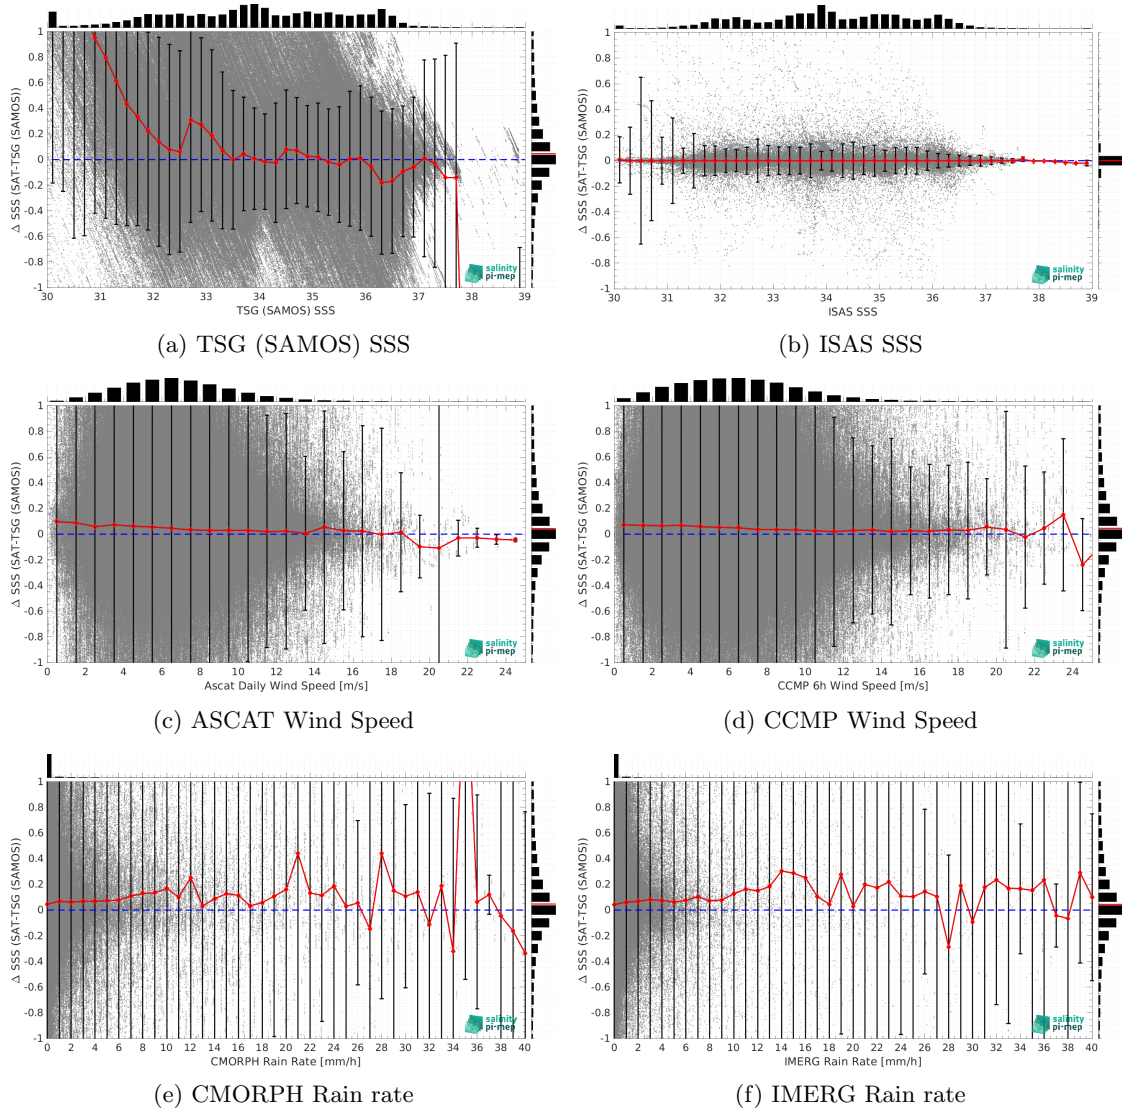 1
0.8
0.6
0.4
0.2
0
-0.2
-0.4
-0.6
-0.8
-1
Δ SSS (SAT-TSG (SAMOS))
30 31 32 33 34 35 36 37 38 39
TSG (SAMOS) SSS
salinity
pi-mep
(a) TSG (SAMOS) SSS
1
0.8
0.6
0.4
0.2
0
-0.2
-0.4
-0.6
-0.8
-1
Δ SSS (SAT-TSG (SAMOS))
30 31 32 33 34 35 36 37 38 39
ISAS SSS
salinity
pi-mep
(b) ISAS SSS
1
0.8
0.6
0.4
0.2
0
-0.2
-0.4
-0.6
-0.8
-1
Δ SSS (SAT-TSG (SAMOS))
0 2 4 6 8 10 12 14 16 18 20 22 24
Ascat Daily Wind Speed [m/s]
salinity
pi-mep
(c) ASCAT Wind Speed
1
0.8
0.6
0.4
0.2
0
-0.2
-0.4
-0.6
-0.8
-1
Δ SSS (SAT-TSG (SAMOS))
0 2 4 6 8 10 12 14 16 18 20 22 24
CCMP 6h Wind Speed [m/s]
salinity
pi-mep
(d) CCMP Wind Speed
1
0.8
0.6
0.4
0.2
0
-0.2
-0.4
-0.6
-0.8
-1
Δ SSS (SAT-TSG (SAMOS))
0 2 4 6 8 10 12 14 16 18 20 22 24 26 28 30 32 34 36 38 40
CMORPH Rain Rate [mm/h]
salinity
pi-mep
(e) CMORPH Rain rate
1
0.8
0.6
0.4
0.2
0
-0.2
-0.4
-0.6
-0.8
-1
Δ SSS (SAT-TSG (SAMOS))
0 2 4 6 8 10 12 14 16 18 20 22 24 26 28 30 32 34 36 38 40
IMERG Rain Rate [mm/h]
salinity
pi-mep
(f) IMERG Rain rate